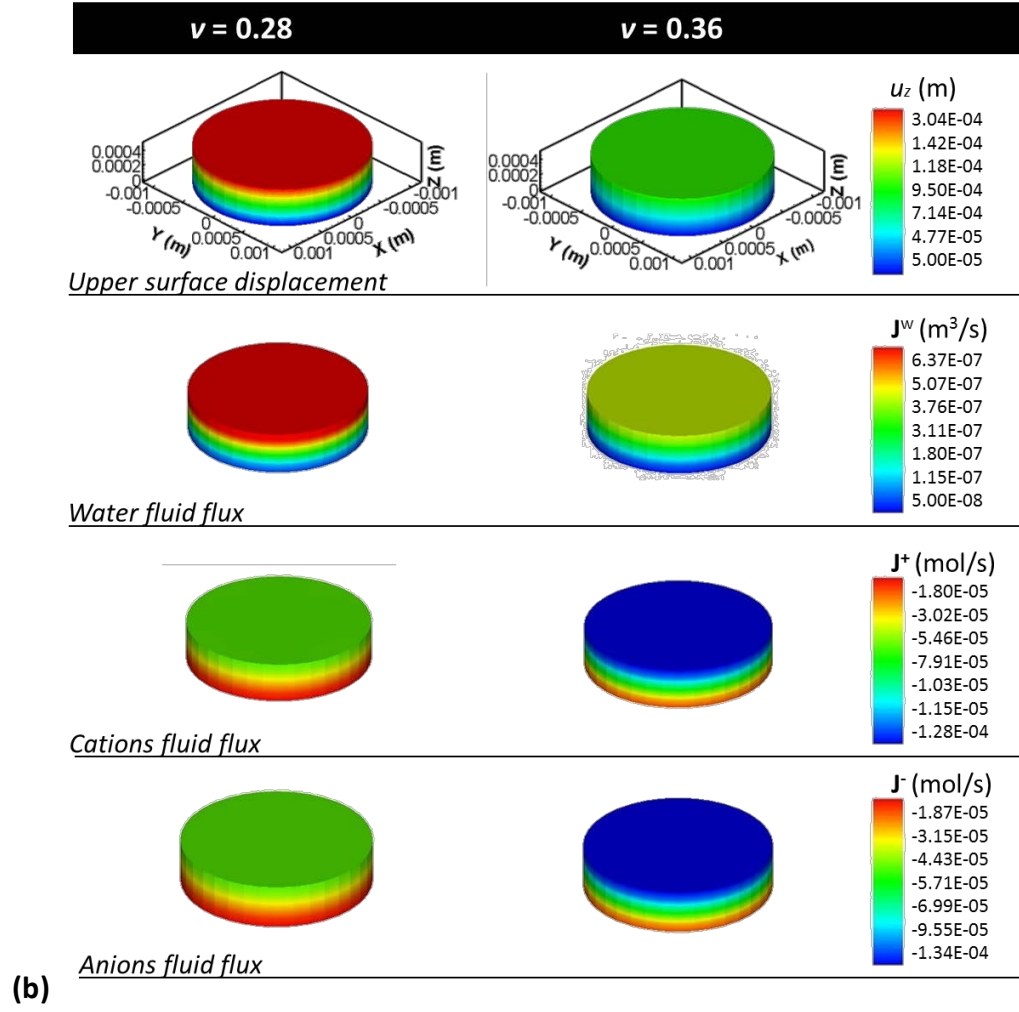 ν = 0.28 ν = 0.36
u_z (m)
3.04E-04
1.42E-04
1.18E-04
9.50E-04
7.14E-04
4.77E-05
5.00E-05
0.0004
0.0002
0
-0.001
-0.0005
0
0.0005
0.001
Y (m)
Z (m)
-0.001
-0.0005
0
0.0005
0.001
X (m)
0.0004
0.0002
0
-0.001
-0.0005
0
0.0005
0.001
Y (m)
Z (m)
-0.001
-0.0005
0
0.0005
0.001
X (m)
Upper surface displacement
J^w (m³/s)
6.37E-07
5.07E-07
3.76E-07
3.11E-07
1.80E-07
1.15E-07
5.00E-08
Water fluid flux
J⁺ (mol/s)
-1.80E-05
-3.02E-05
-5.46E-05
-7.91E-05
-1.03E-05
-1.15E-05
-1.28E-04
Cations fluid flux
J⁻ (mol/s)
-1.87E-05
-3.15E-05
-4.43E-05
-5.71E-05
-6.99E-05
-9.55E-05
-1.34E-04
Anions fluid flux
(b)